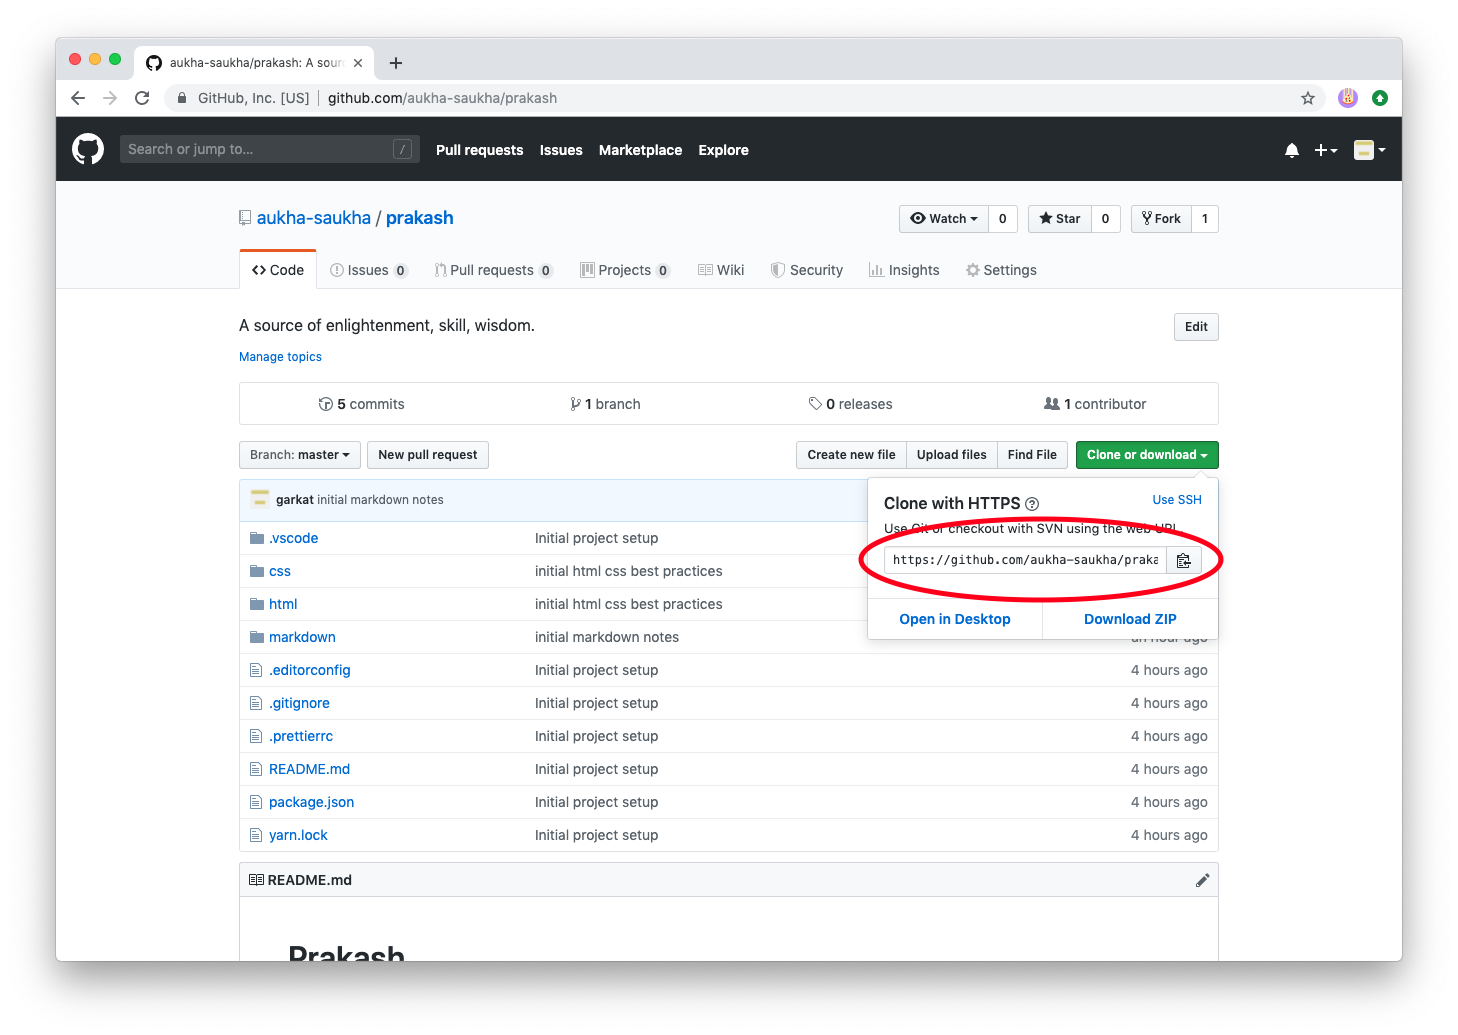 aukha-saukha/prakash: A sour
GitHub, Inc. [US] github.com/aukha-saukha/prakash
Search or jump to... / Pull requests Issues Marketplace Explore
aukha-saukha / prakash Watch 0 Star 0 Fork 1
Code Issues 0 Pull requests 0 Projects 0 Wiki Security Insights Settings
A source of enlightenment, skill, wisdom. Edit
Manage topics
5 commits 1 branch 0 releases 1 contributor
Branch: master New pull request Create new file Upload files Find File Clone or download
garkat initial markdown notes
Clone with HTTPS Use SSH
Use Git or checkout with SVN using the web URL.
https://github.com/aukha-saukha/praka
Open in Desktop Download ZIP
.vscode Initial project setup
css initial html css best practices
html initial html css best practices
markdown initial markdown notes an hour ago
.editorconfig Initial project setup 4 hours ago
.gitignore Initial project setup 4 hours ago
.prettierrc Initial project setup 4 hours ago
README.md Initial project setup 4 hours ago
package.json Initial project setup 4 hours ago
yarn.lock Initial project setup 4 hours ago
README.md
Prakash